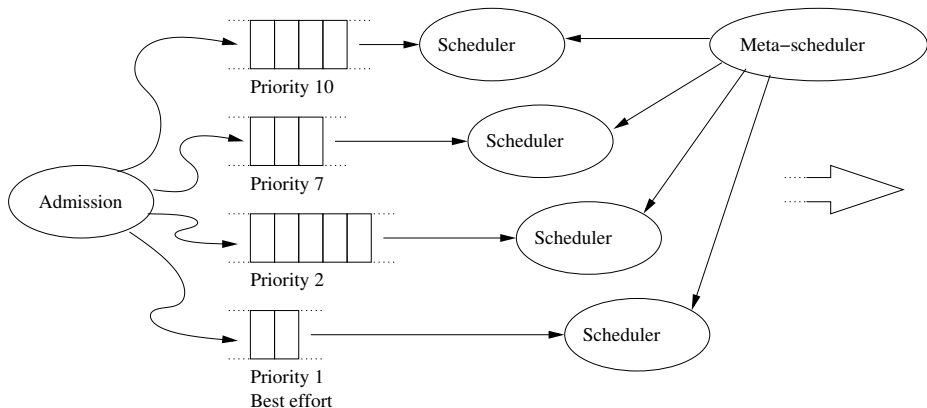 Scheduler
Meta−scheduler
Priority 10
Scheduler
Priority 7
Admission
Scheduler
Priority 2
Scheduler
Priority 1
Best effort